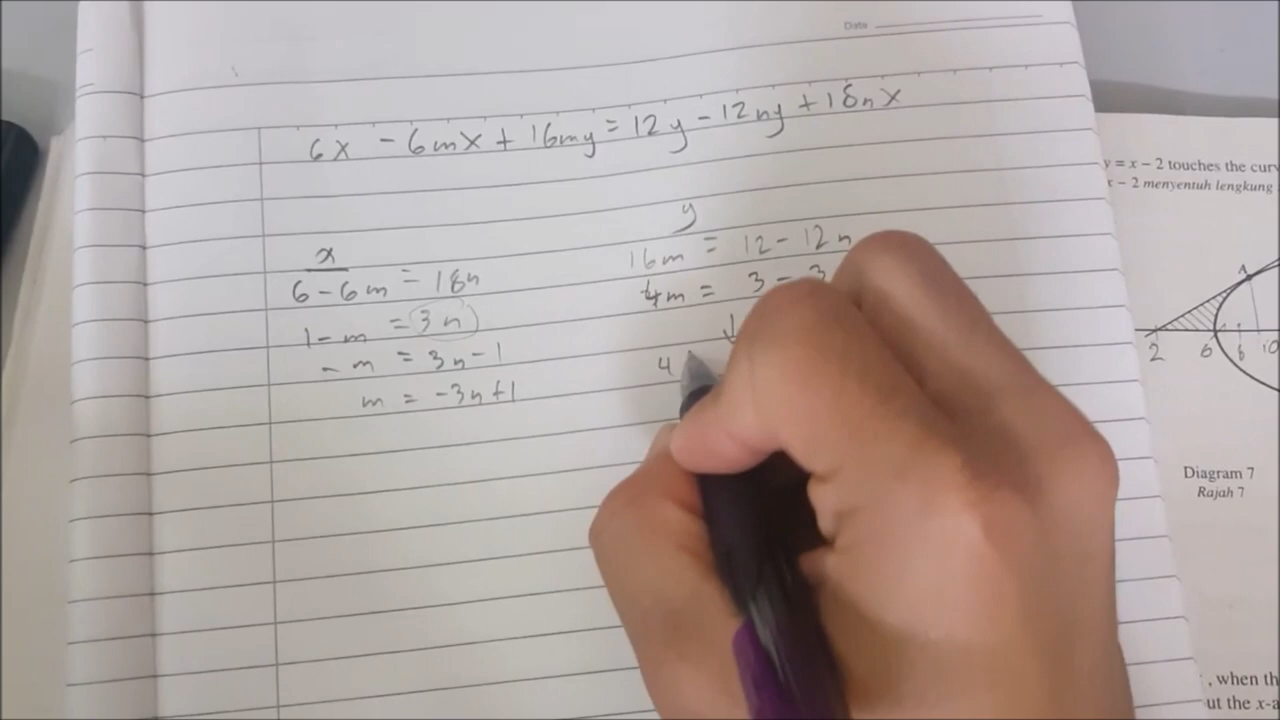 Date
6x - 6mx + 16my = 12y - 12ny + 18nx
x
6 - 6m = 18n
1 - m = 3n
- m = 3n - 1
m = -3n + 1
y
16m = 12 - 12n
4m = 3 - 3
4
y = x – 2 touches the
x – 2 menyentuh lengkung
A
2 6 6 10
Diagram 7
Rajah 7
, when
ut the